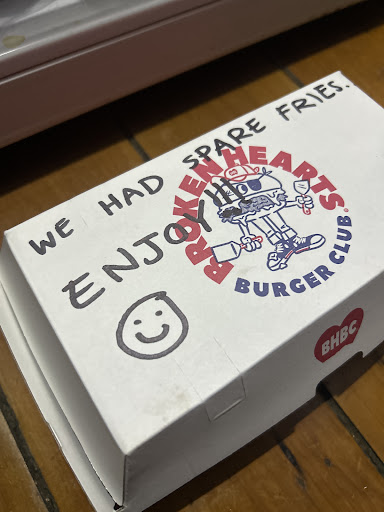 WE HAD SPARE FRIES.
ENJOY!!!
BROKEN HEARTS
BURGER CLUB
BHBC